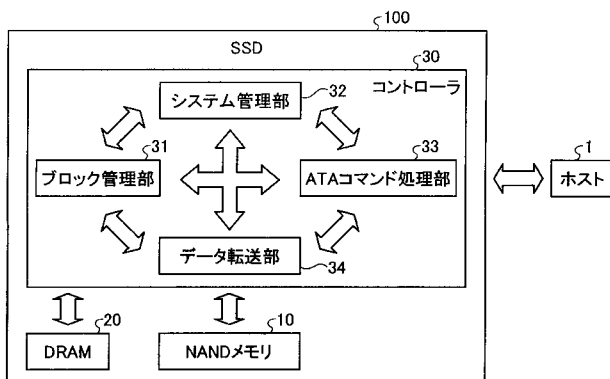 100
SSD
30
コントローラ
システム管理部
32
31
ブロック管理部
33
ATAコマンド処理部
1
ホスト
データ転送部
34
20
DRAM
10
NANDメモリ